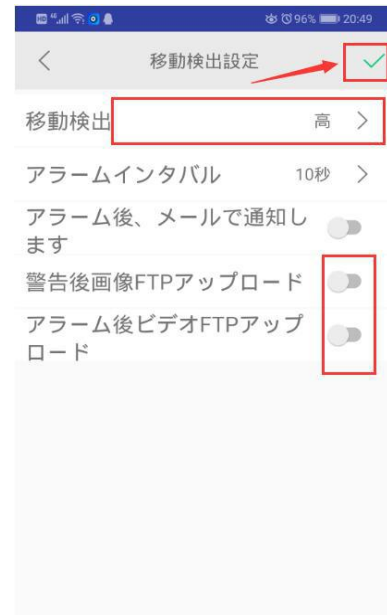 HD 4G 96% 20:49
移動検出設定
移動検出 高
アラームインタバル 10秒
アラーム後、メールで通知し
ます
警告後画像FTPアップロード
アラーム後ビデオFTPアップ
ロード